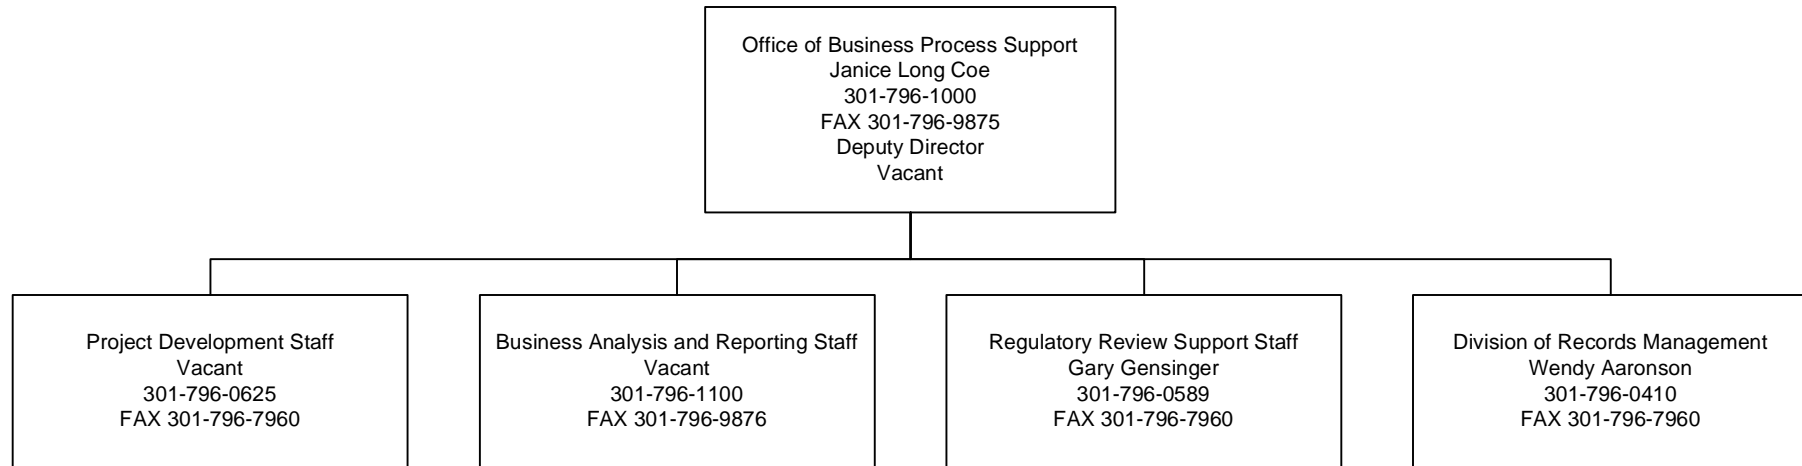 Office of Business Process Support
Janice Long Coe
301-796-1000
FAX 301-796-9875
Deputy Director
Vacant
Project Development Staff
Vacant
301-796-0625
FAX 301-796-7960
Business Analysis and Reporting Staff
Vacant
301-796-1100
FAX 301-796-9876
Regulatory Review Support Staff
Gary Gensinger
301-796-0589
FAX 301-796-7960
Division of Records Management
Wendy Aaronson
301-796-0410
FAX 301-796-7960